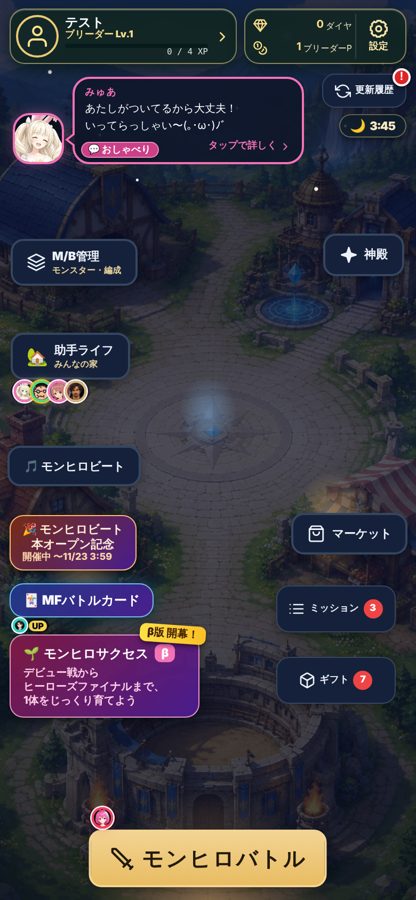 テスト
ブリーダー Lv.1
0 / 4 XP
0 ダイヤ
1 ブリーダーP
設定
みゅあ
あたしがついてるから大丈夫！
いってらっしゃい〜(｡･ω･)ﾉﾞ
💬 おしゃべり
タップで詳しく
更新履歴
!
🌙 3:45
M/B管理
モンスター・編成
神殿
助手ライフ
みんなの家
🎵 モンヒロビート
🎉 モンヒロビート
本オープン記念
開催中 〜11/23 3:59
マーケット
🃏 MFバトルカード
UP
ミッション 3
β版 開幕！
🌱 モンヒロサクセス β
デビュー戦から
ヒーローズファイナルまで、
1体をじっくり育てよう
ギフト 7
モンヒロバトル